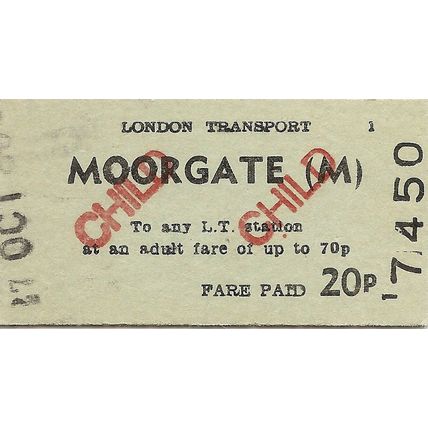 LONDON TRANSPORT 1
MOORGATE (M)
CHILD CHILD
To any L.T. station
at an adult fare of up to 70p
FARE PAID 20p
17450
OCT